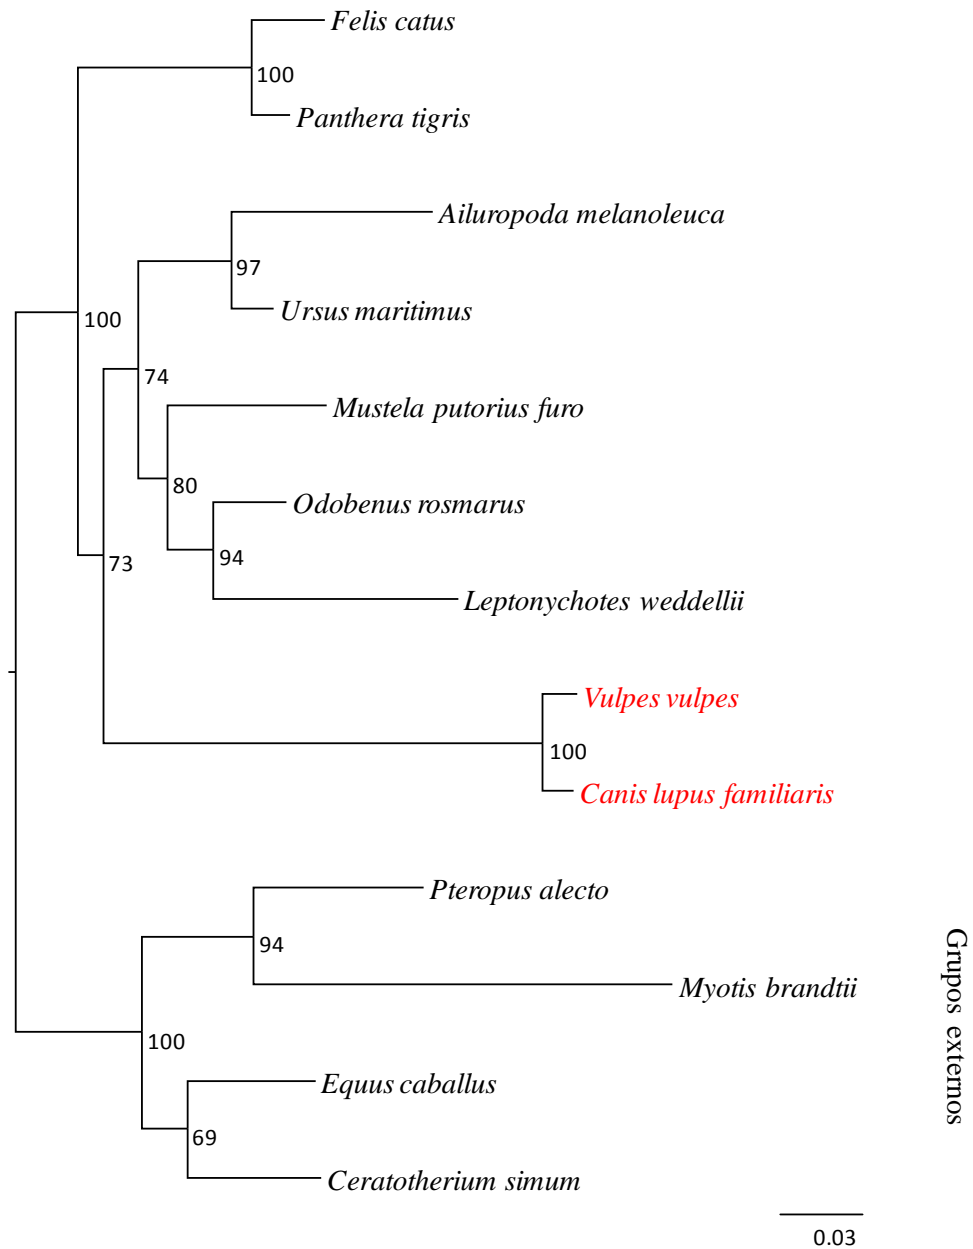 Felis catus
100
Panthera tigris
Ailuropoda melanoleuca
97
Ursus maritimus
100
74
Mustela putorius furo
80
Odobenus rosmarus
94
73
Leptonychotes weddellii
Vulpes vulpes
100
Canis lupus familiaris
Pteropus alecto
94
Myotis brandtii
100
Equus caballus
69
Ceratotherium simum
Grupos externos
0.03